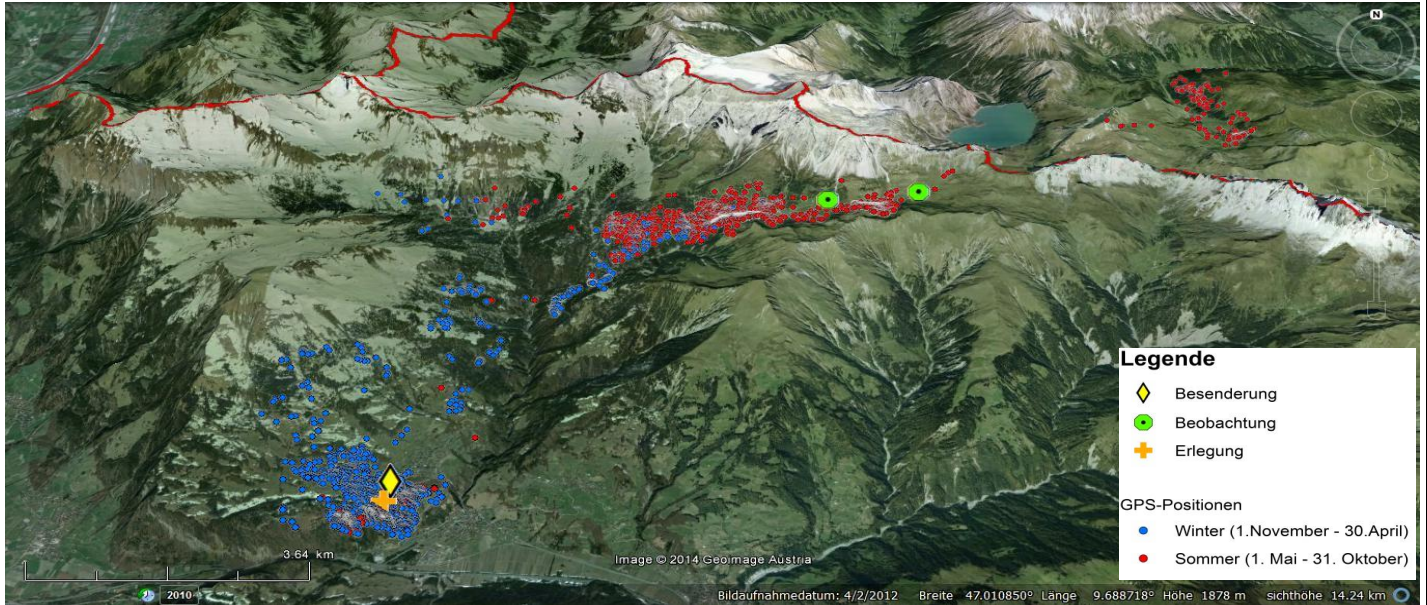 N
Legende
Besenderung
Beobachtung
Erlegung
GPS-Positionen
Winter (1.November - 30.April)
Sommer (1. Mai - 31. Oktober)
3.64 km
Image © 2014 Geoimage Austria
2010
Bildaufnahmedatum: 4/2/2012 Breite 47.010850° Länge 9.688718° Höhe 1878 m sichthöhe 14.24 km